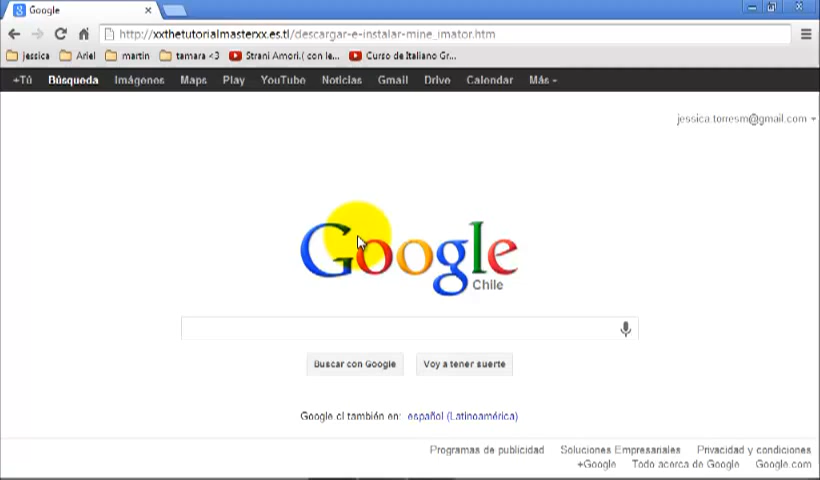 Google
http://xxthetutorialmasterxx.es.tl/descargar-e-instalar-mine_imator.htm
jessica Ariel martin tamara <3 Strani Amori.( con le... Curso de Italiano Gr...
+Tú Búsqueda Imágenes Maps Play YouTube Noticias Gmail Drive Calendar Más
jessica.torresm@gmail.com
Google
Chile
Buscar con Google Voy a tener suerte
Google.cl también en: español (Latinoamérica)
Programas de publicidad Soluciones Empresariales Privacidad y condiciones
+Google Todo acerca de Google Google.com